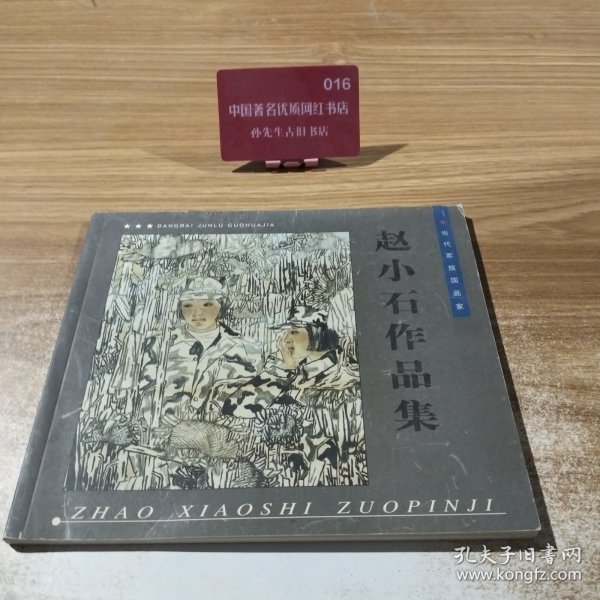 016
中国著名优质网红书店
孙先生古旧书店
★★★ DANGDAI JUNLU GUOHUAJIA
当代军旅国画家
赵小石作品集
ZHAO XIAOSHI ZUOPINJI
孔夫子旧书网
www.kongfz.com